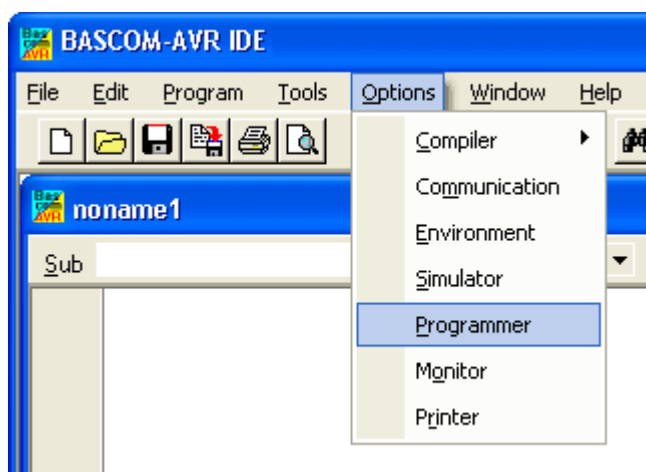 BASCOM-AVR IDE
File Edit Program Tools Options Window Help
Compiler
Communication
noname1
Environment
Sub
Simulator
Programmer
Monitor
Printer